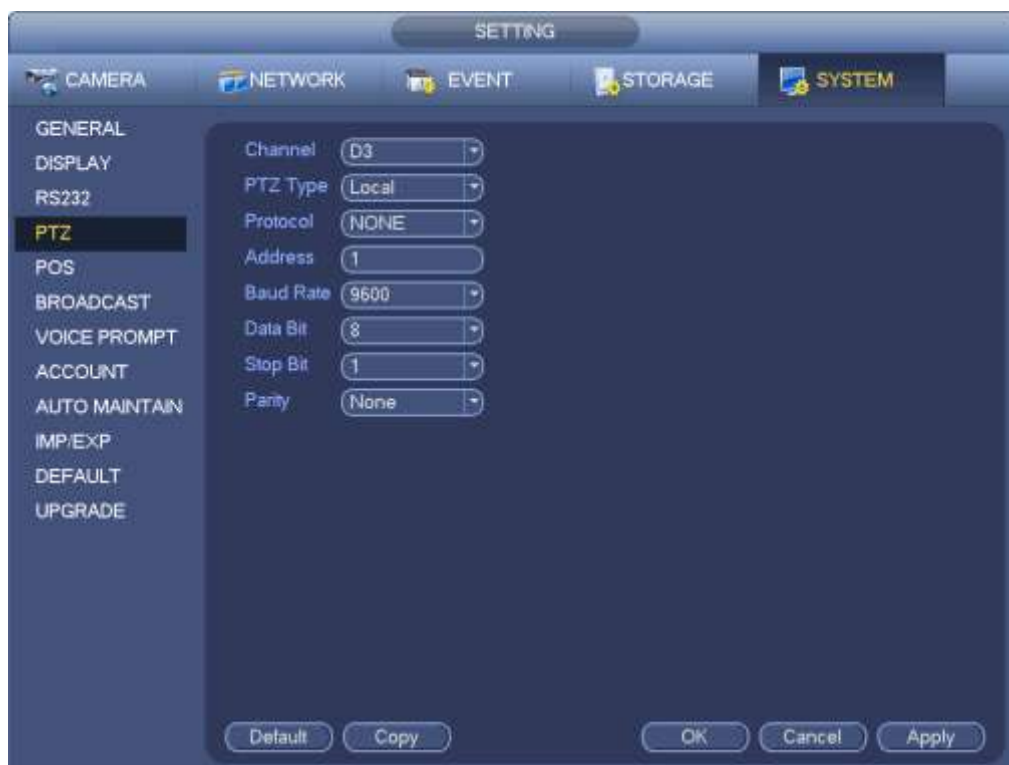 SETTING
CAMERA NETWORK EVENT STORAGE SYSTEM
GENERAL
DISPLAY
RS232
PTZ
POS
BROADCAST
VOICE PROMPT
ACCOUNT
AUTO MAINTAIN
IMP/EXP
DEFAULT
UPGRADE
Channel D3
PTZ Type Local
Protocol NONE
Address 1
Baud Rate 9600
Data Bit 8
Stop Bit 1
Parity None
Default Copy OK Cancel Apply